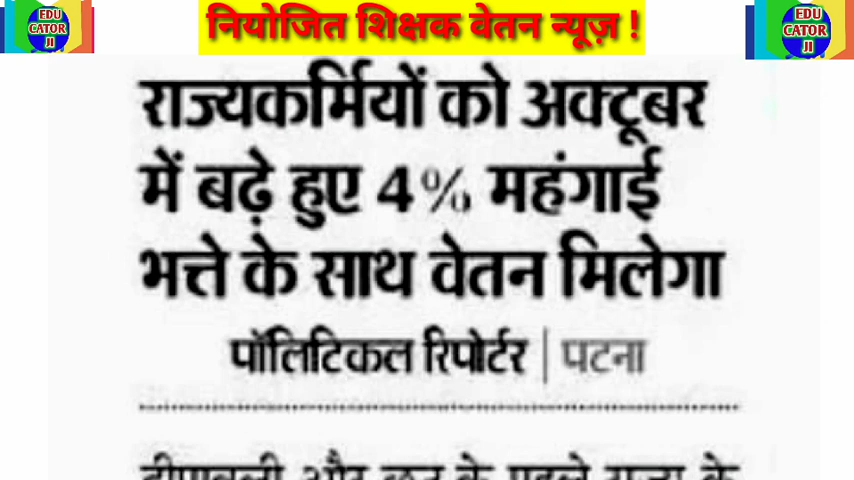 EDU
CATOR
JI
नियोजित शिक्षक वेतन न्यूज़ !
EDU
CATOR
JI
राज्यकर्मियों को अक्टूबर
में बढ़े हुए 4% महंगाई
भत्ते के साथ वेतन मिलेगा
पॉलिटिकल रिपोर्टर | पटना